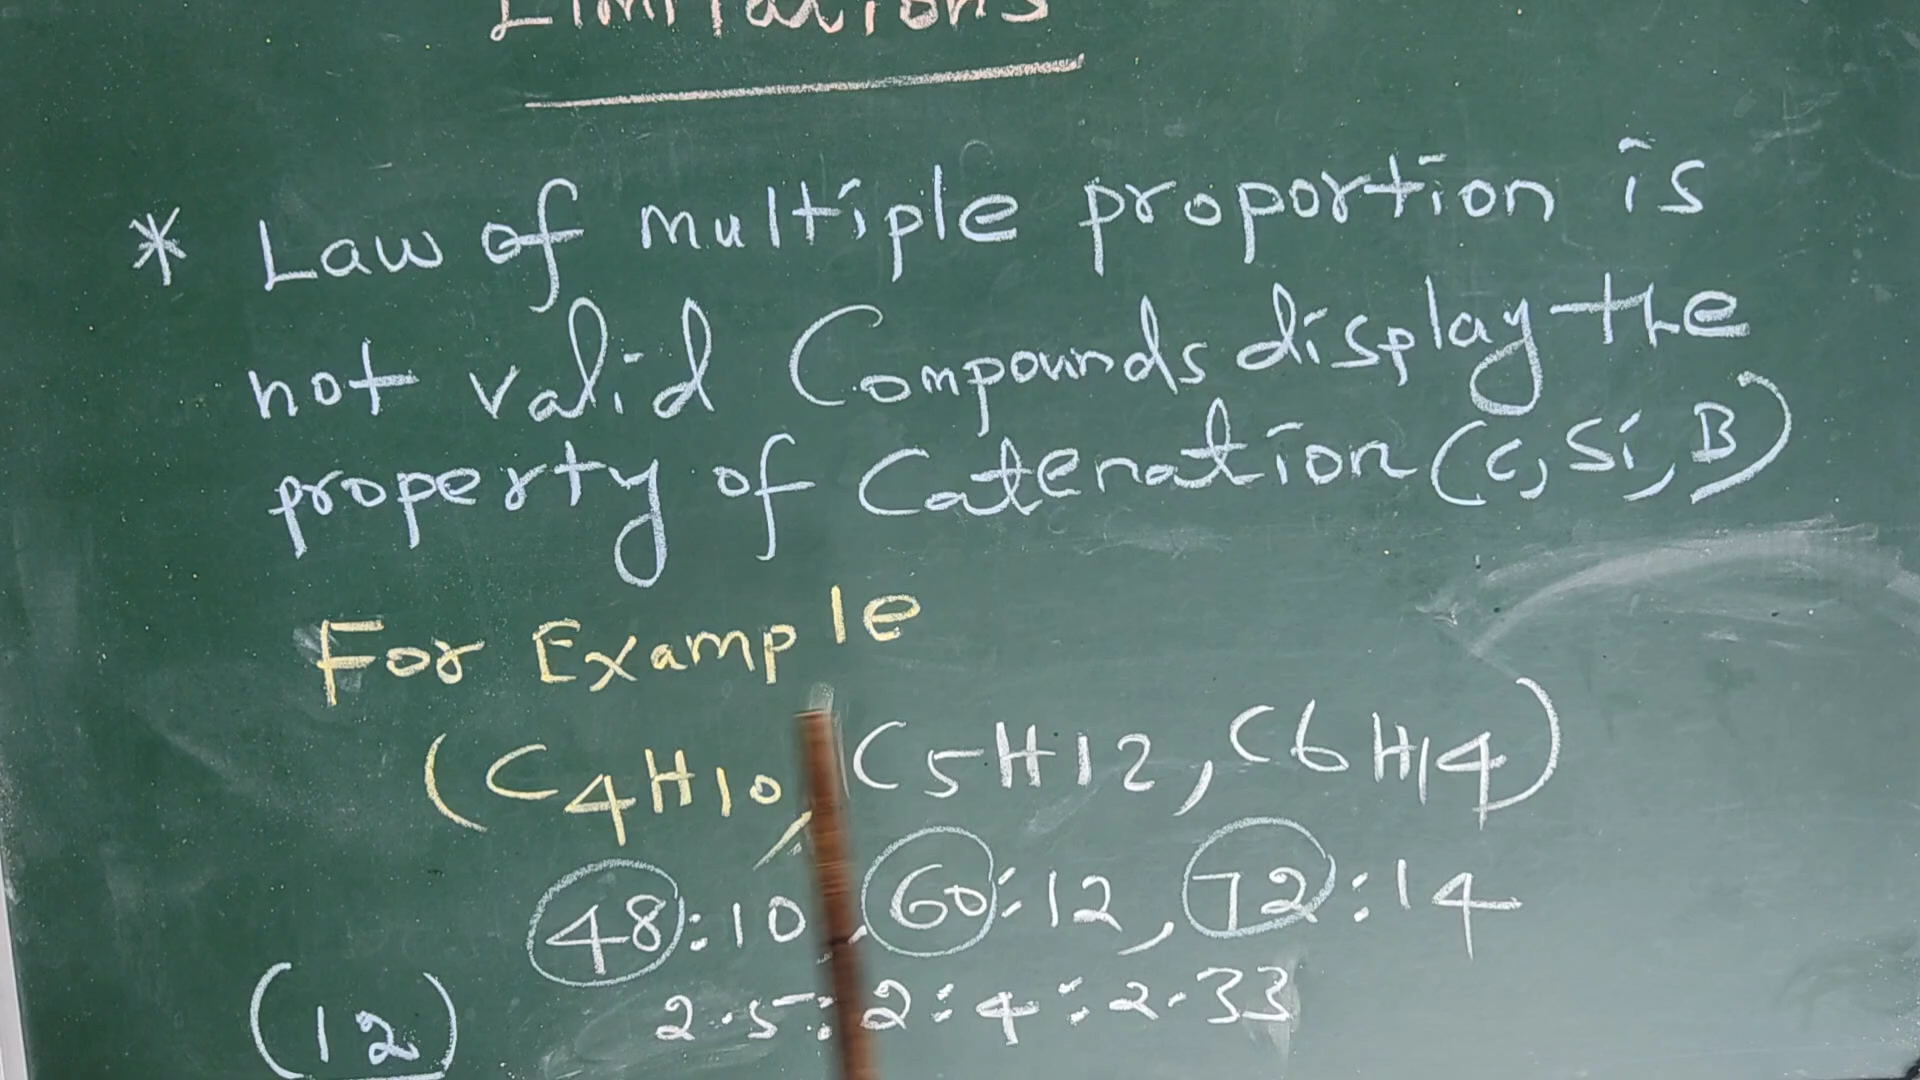 Limitations
* Law of multiple proportion is
not valid Compounds display the
property of Catenation (C, Si, B)
For Example
(C4H10, C5H12, C6H14)
48:10, 60:12, 72:14
(12) 2.5:2:4:2.33